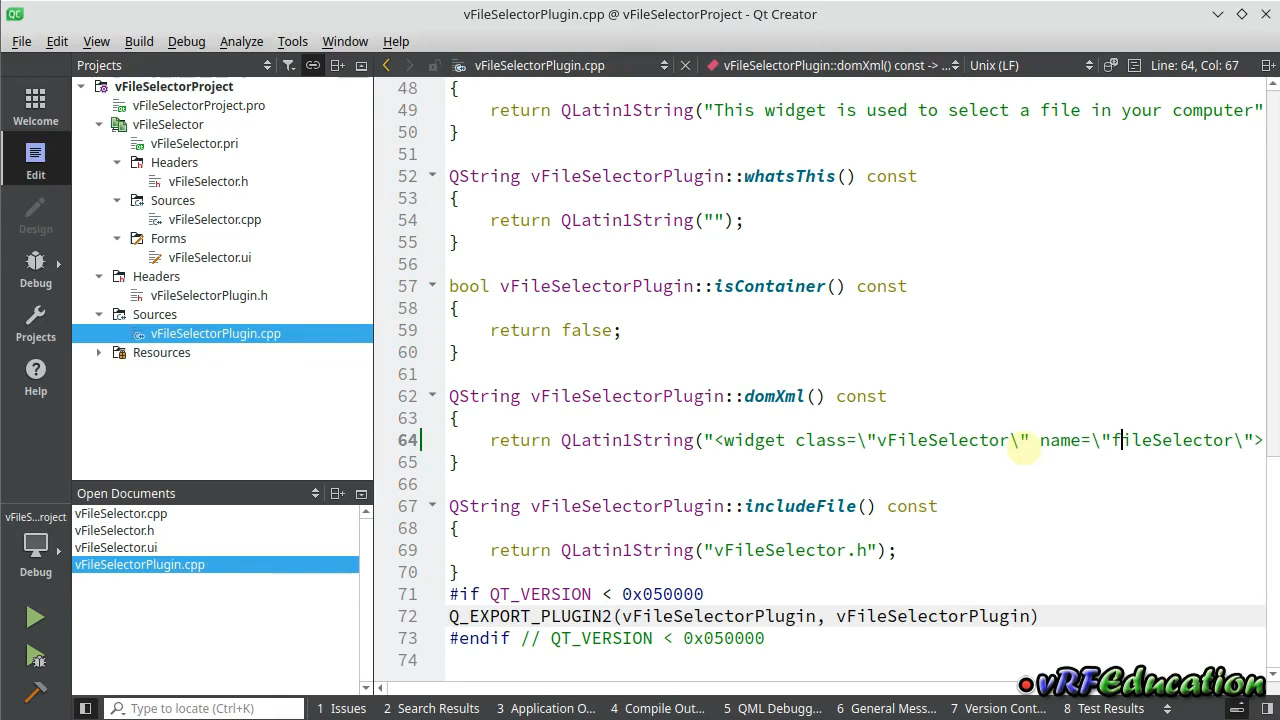 vFileSelectorPlugin.cpp @ vFileSelectorProject - Qt Creator
File Edit View Build Debug Analyze Tools Window Help
Projects
vFileSelectorPlugin.cpp
vFileSelectorPlugin::domXml() const -> ...
Unix (LF)
Line: 64, Col: 67
Welcome
Edit
Design
Debug
Projects
Help
vFileS...roject
Debug
vFileSelectorProject
vFileSelectorProject.pro
vFileSelector
vFileSelector.pri
Headers
vFileSelector.h
Sources
vFileSelector.cpp
Forms
vFileSelector.ui
Headers
vFileSelectorPlugin.h
Sources
vFileSelectorPlugin.cpp
Resources
Open Documents
vFileSelector.cpp
vFileSelector.h
vFileSelector.ui
vFileSelectorPlugin.cpp
48 {
49 return QLatin1String("This widget is used to select a file in your computer"
50 }
51
52 QString vFileSelectorPlugin::whatsThis() const
53 {
54 return QLatin1String("");
55 }
56
57 bool vFileSelectorPlugin::isContainer() const
58 {
59 return false;
60 }
61
62 QString vFileSelectorPlugin::domXml() const
63 {
64 return QLatin1String("<widget class=\"vFileSelector\" name=\"fileSelector\">
65 }
66
67 QString vFileSelectorPlugin::includeFile() const
68 {
69 return QLatin1String("vFileSelector.h");
70 }
71 #if QT_VERSION < 0x050000
72 Q_EXPORT_PLUGIN2(vFileSelectorPlugin, vFileSelectorPlugin)
73 #endif // QT_VERSION < 0x050000
74
vRFEducation
Type to locate (Ctrl+K)
1 Issues
2 Search Results
3 Application O...
4 Compile Out...
5 QML Debugg...
6 General Mess...
7 Version Cont...
8 Test Results